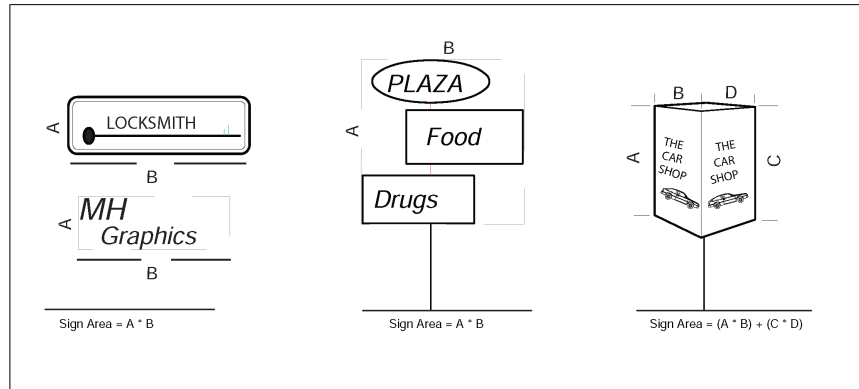 A
LOCKSMITH
B
A
MH
Graphics
B
Sign Area = A * B
B
PLAZA
A
Food
Drugs
Sign Area = A * B
B
D
A
THE
CAR
SHOP
THE
CAR
SHOP
C
Sign Area = (A * B) + (C * D)